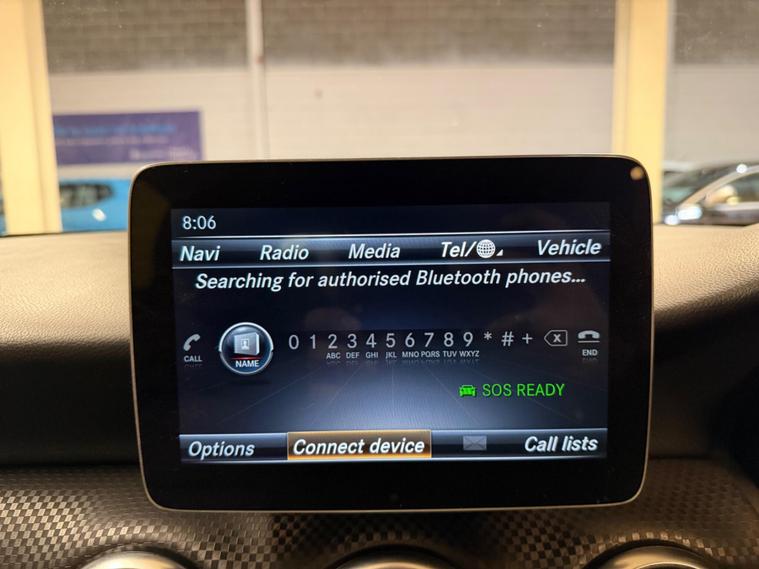 8:06
Navi Radio Media Tel/ Vehicle
Searching for authorised Bluetooth phones...
CALL NAME 0 1 2 3 4 5 6 7 8 9 * # + END
ABC DEF GHI JKL MNO PQRS TUV WXYZ
SOS READY
Options Connect device Call lists